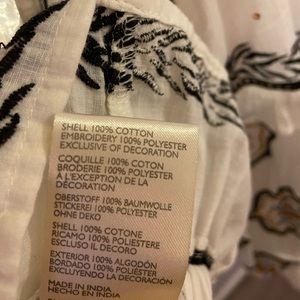 SHELL 100% COTTON
EMBROIDERY 100% POLYESTER
EXCLUSIVE OF DECORATION
COQUILLE 100% COTON
BRODERIE 100% POLYESTER
A L'EXCEPTION DE LA
DÉCORATION
OBERSTOFF 100% BAUMWOLLE
STICKEREI 100% POLYESTER
OHNE DEKO
SHELL 100% COTONE
RICAMO 100% POLIESTERE
ESCLUSO IL DECORO
EXTERIOR 100% ALGODÓN
BORDADO 100% POLIÉSTER
EXCLUYENDO LA DECORACIÓN
MADE IN INDIA
HECHO EN INDIA